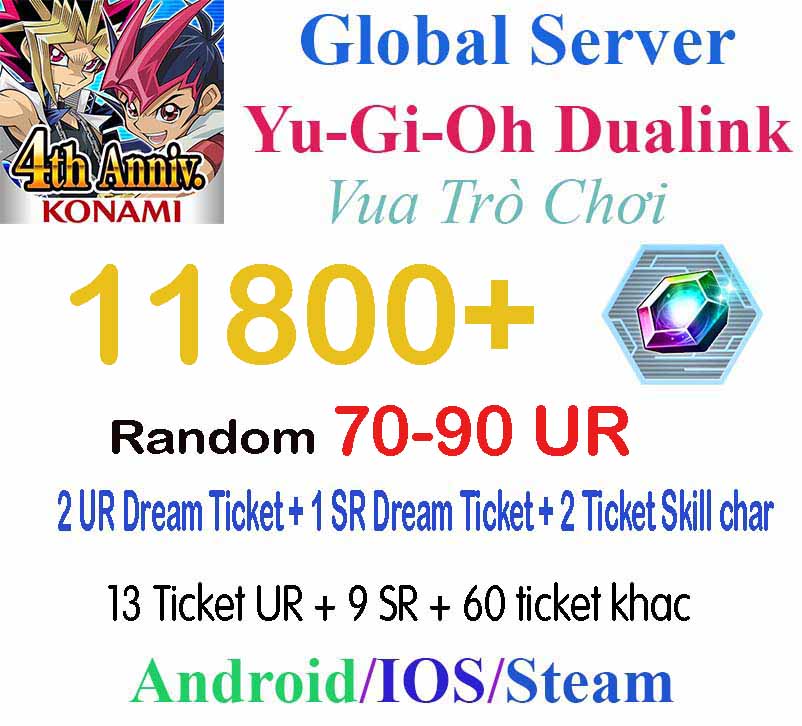 Global Server
Yu-Gi-Oh Dualink
Vua Trò Chơi
4th Anniv.
KONAMI
11800+
Random 70-90 UR
2 UR Dream Ticket + 1 SR Dream Ticket + 2 Ticket Skill char
13 Ticket UR + 9 SR + 60 ticket khac
Android/IOS/Steam